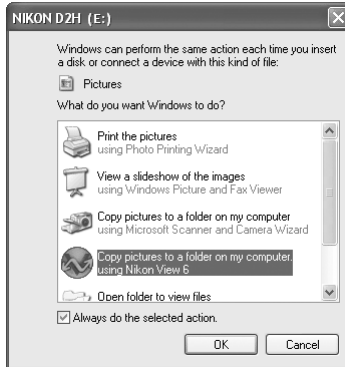 NIKON D2H (E:)
Windows can perform the same action each time you insert
a disk or connect a device with this kind of file:
Pictures
What do you want Windows to do?
Print the pictures
using Photo Printing Wizard
View a slideshow of the images
using Windows Picture and Fax Viewer
Copy pictures to a folder on my computer
using Microsoft Scanner and Camera Wizard
Copy pictures to a folder on my computer.
using Nikon View 6
Open folder to view files
Always do the selected action.
OK
Cancel